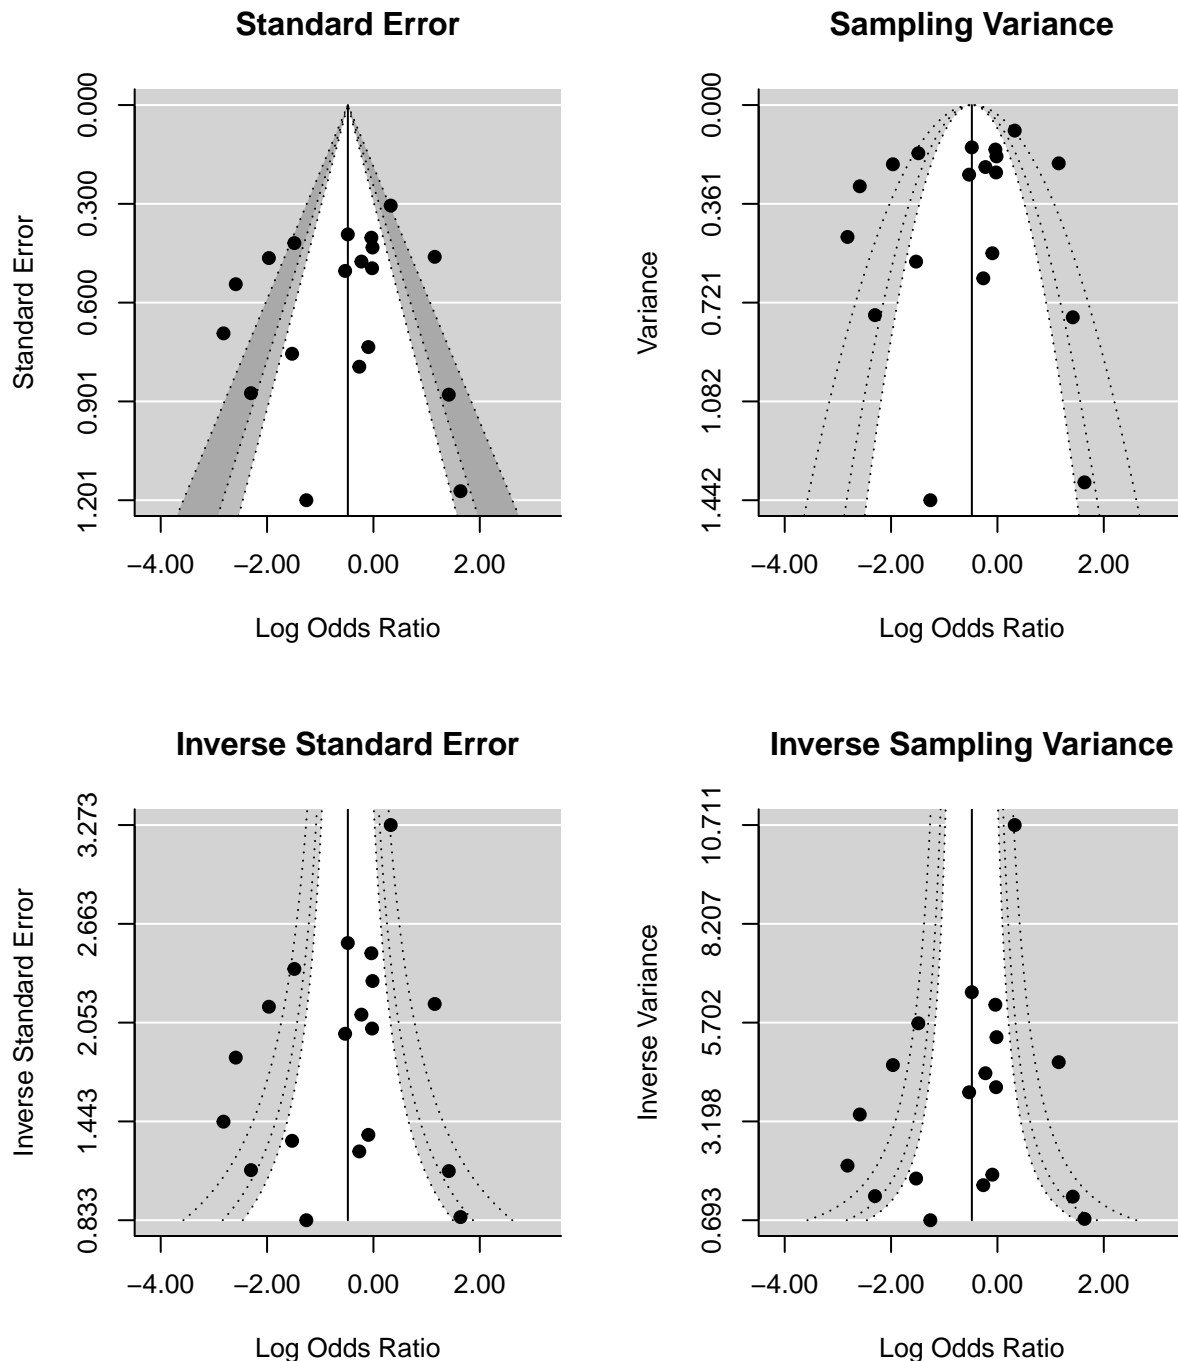 Standard Error
0.000
0.300
0.600
0.901
1.201
Standard Error
−4.00 −2.00 0.00 2.00
Log Odds Ratio
Sampling Variance
0.000
0.361
0.721
1.082
1.442
Variance
−4.00 −2.00 0.00 2.00
Log Odds Ratio
Inverse Standard Error
3.273
2.663
2.053
1.443
0.833
Inverse Standard Error
−4.00 −2.00 0.00 2.00
Log Odds Ratio
Inverse Sampling Variance
10.711
8.207
5.702
3.198
0.693
Inverse Variance
−4.00 −2.00 0.00 2.00
Log Odds Ratio